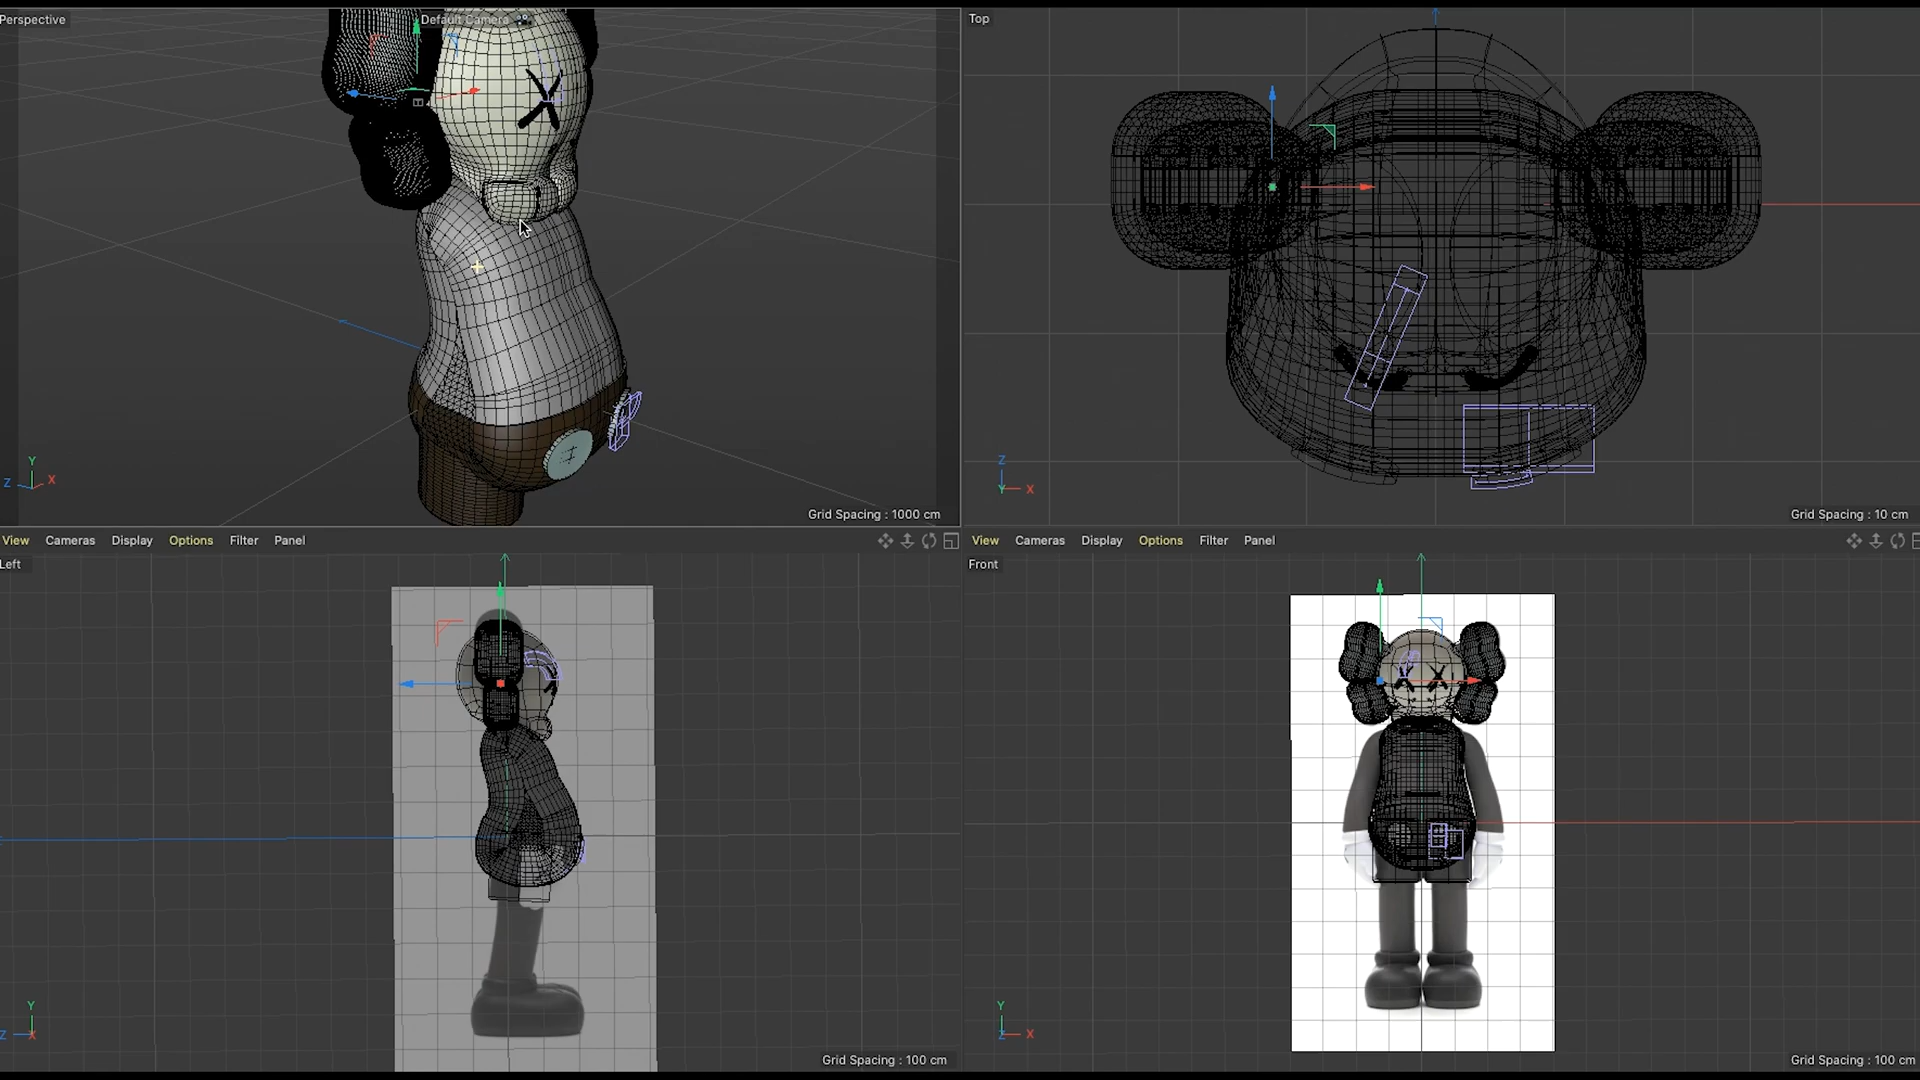 Perspective
Default Camera
Y
Z X
Grid Spacing : 1000 cm
Top
Z
Y X
Grid Spacing : 10 cm
View Cameras Display Options Filter Panel
Left
Y
Z X
Grid Spacing : 100 cm
View Cameras Display Options Filter Panel
Front
Y
Z X
Grid Spacing : 100 cm